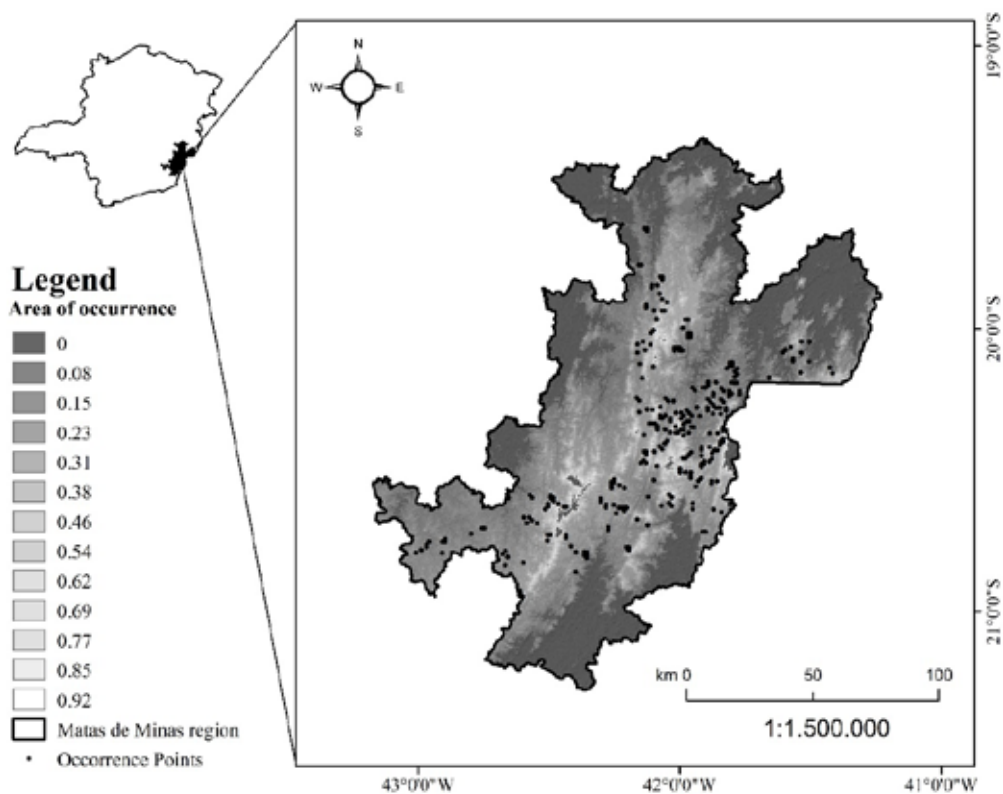 N
W E
S
Legend
Area of occurrence
0
0.08
0.15
0.23
0.31
0.38
0.46
0.54
0.62
0.69
0.77
0.85
0.92
Matas de Minas region
Occorrence Points
19°0'0"S
20°0'0"S
21°0'0"S
km 0 50 100
1:1.500.000
43°0'0"W 42°0'0"W 41°0'0"W